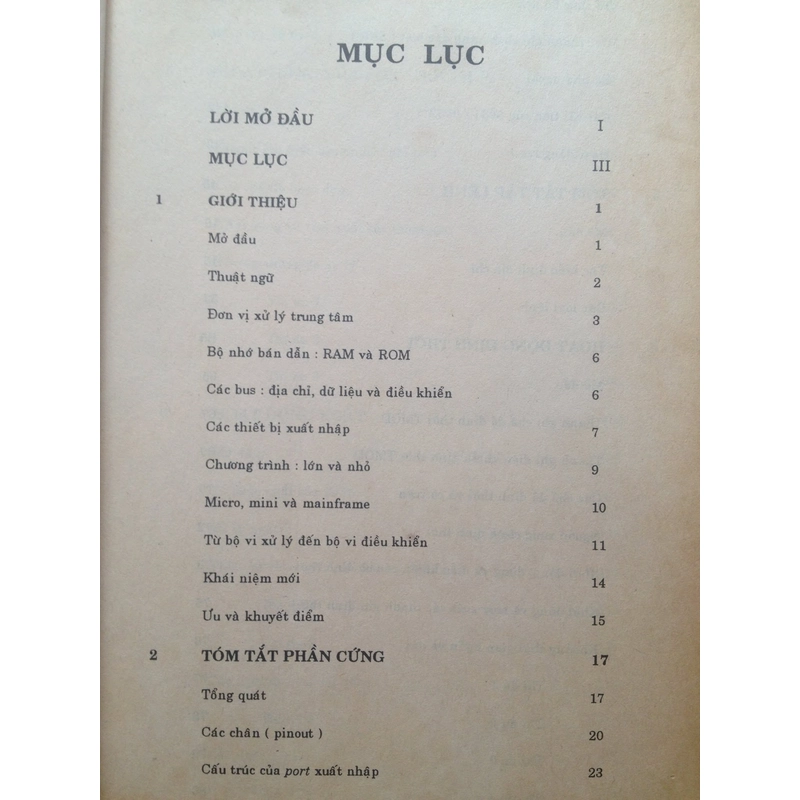 MỤC LỤC
LỜI MỞ ĐẦU I
MỤC LỤC III
1 GIỚI THIỆU 1
Mở đầu 1
Thuật ngữ 2
Đơn vị xử lý trung tâm 3
Bộ nhớ bán dẫn : RAM và ROM 6
Các bus : địa chỉ, dữ liệu và điều khiển 6
Các thiết bị xuất nhập 7
Chương trình : lớn và nhỏ 9
Micro, mini và mainframe 10
Từ bộ vi xử lý đến bộ vi điều khiển 11
Khái niệm mới 14
Ưu và khuyết điểm 15
2 TÓM TẮT PHẦN CỨNG 17
Tổng quát 17
Các chân ( pinout ) 20
Cấu trúc của port xuất nhập 23